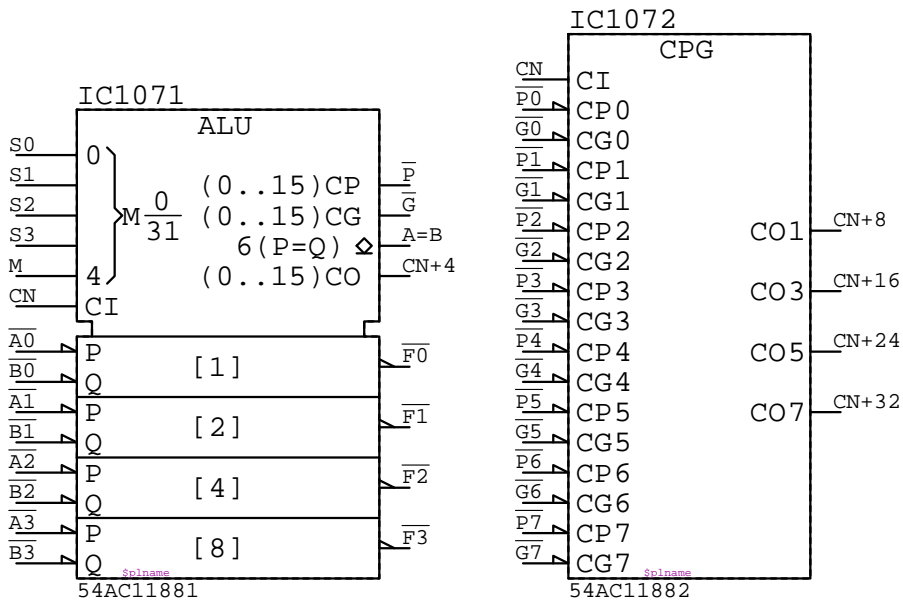 IC1071
ALU
S0
0
S1
(0..15)CP
P
S2
M 0/31
(0..15)CG
G
S3
6(P=Q)
A=B
M
4
(0..15)CO
CN+4
CN
CI
A0
P
[1]
F0
B0
Q
A1
P
[2]
F1
B1
Q
A2
P
[4]
F2
B2
Q
A3
P
[8]
F3
B3
Q
$plname
54AC11881
IC1072
CPG
CN
CI
P0
CP0
G0
CG0
P1
CP1
G1
CG1
P2
CP2
CO1
CN+8
G2
CG2
P3
CP3
CO3
CN+16
G3
CG3
P4
CP4
CO5
CN+24
G4
CG4
P5
CP5
CO7
CN+32
G5
CG5
P6
CP6
G6
CG6
P7
CP7
G7
CG7
$plname
54AC11882